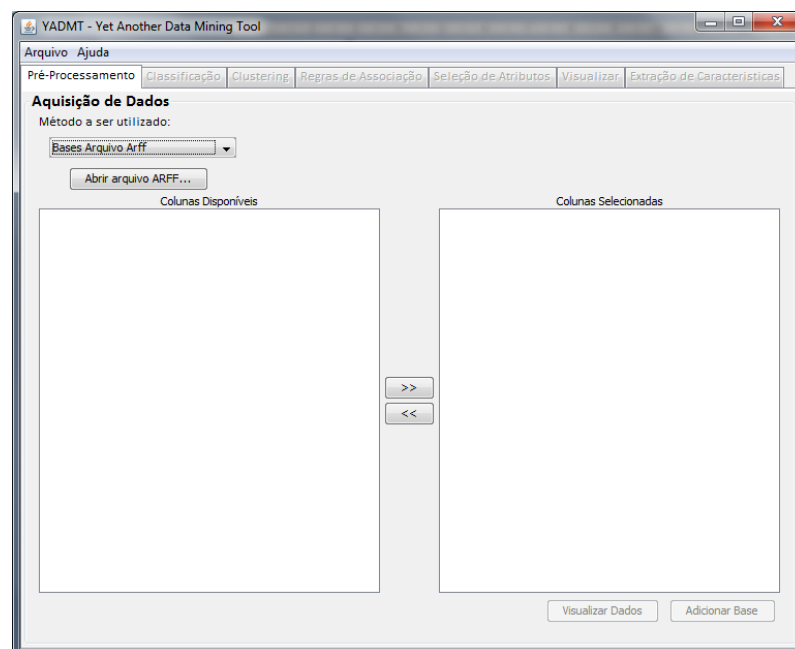 YADMT - Yet Another Data Mining Tool
Arquivo Ajuda
Pré-Processamento Classificação Clustering Regras de Associação Seleção de Atributos Visualizar Extração de Características
Aquisição de Dados
Método a ser utilizado:
Bases Arquivo Arff
Abrir arquivo ARFF...
Colunas Disponíveis Colunas Selecionadas
>>
<<
Visualizar Dados Adicionar Base